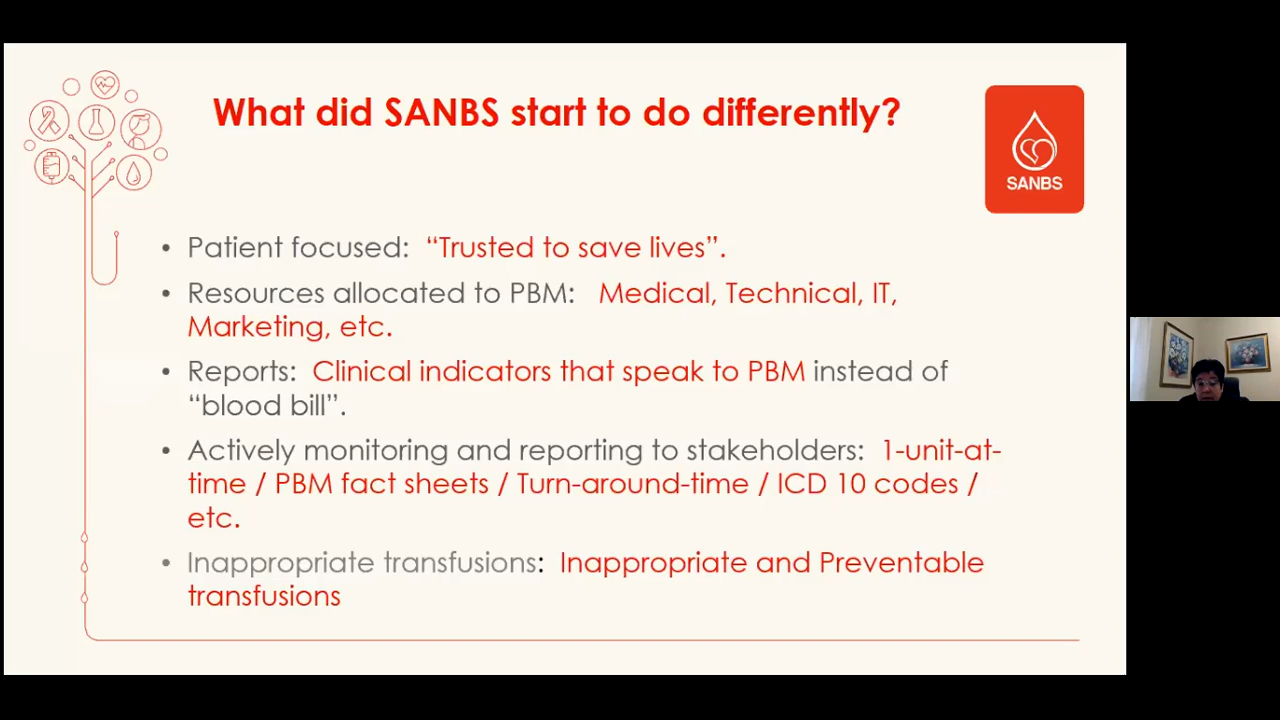 What did SANBS start to do differently?
SANBS
• Patient focused: “Trusted to save lives”.
• Resources allocated to PBM: Medical, Technical, IT,
Marketing, etc.
• Reports: Clinical indicators that speak to PBM instead of
“blood bill”.
• Actively monitoring and reporting to stakeholders: 1-unit-at-
time / PBM fact sheets / Turn-around-time / ICD 10 codes /
etc.
• Inappropriate transfusions: Inappropriate and Preventable
transfusions